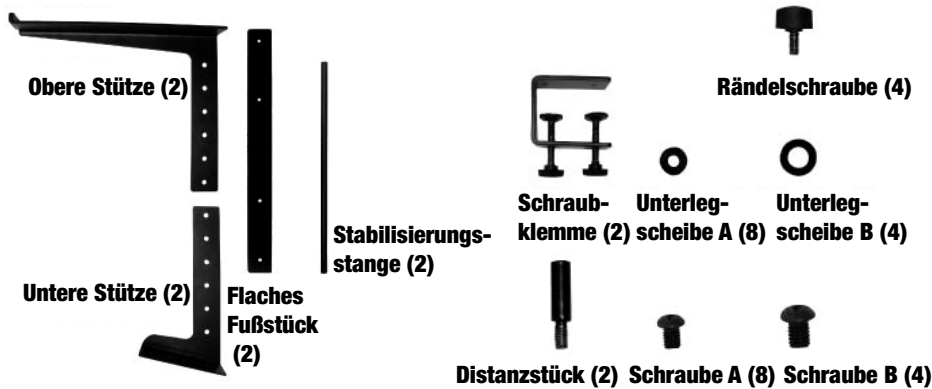 Obere Stütze (2)
Rändelschraube (4)
Schraub-
klemme (2)
Unterleg-
scheibe A (8)
Unterleg-
scheibe B (4)
Stabilisierungs-
stange (2)
Untere Stütze (2)
Flaches
Fußstück
(2)
Distanzstück (2)
Schraube A (8)
Schraube B (4)